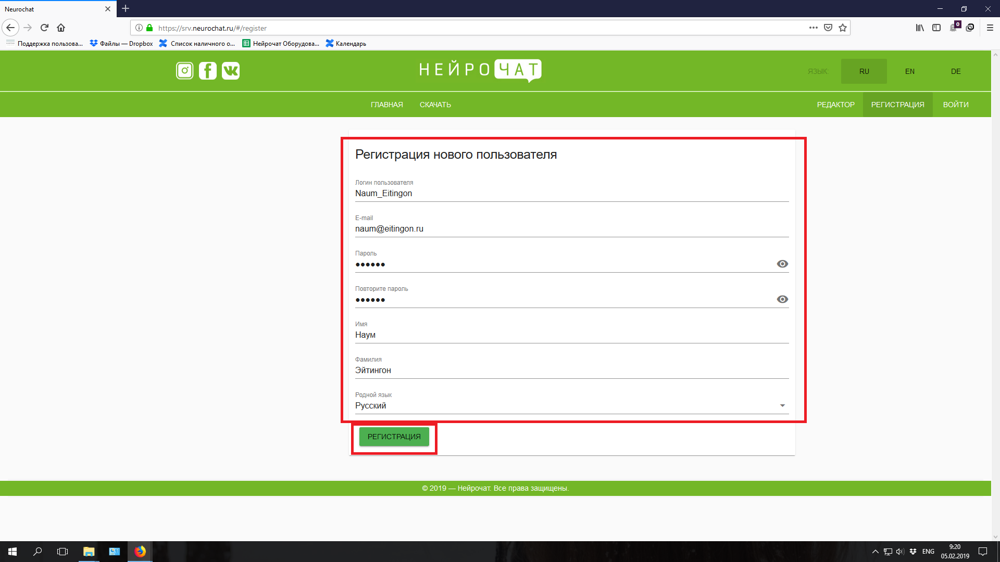 Neurochat
https://srv.neurochat.ru/#/register
0
Поддержка пользова...
Файлы — Dropbox
Список наличного о...
Нейрочат Оборудова...
Календарь
НЕЙРОЧАТ
ЯЗЫК:
RU
EN
DE
ГЛАВНАЯ
СКАЧАТЬ
РЕДАКТОР
РЕГИСТРАЦИЯ
ВОЙТИ
Регистрация нового пользователя
Логин пользователя
Naum_Eitingon
E-mail
naum@eitingon.ru
Пароль
••••••
Повторите пароль
••••••
Имя
Наум
Фамилия
Эйтингон
Родной язык
Русский
РЕГИСТРАЦИЯ
© 2019 — Нейрочат. Все права защищены.
ENG
9:20
05.02.2019